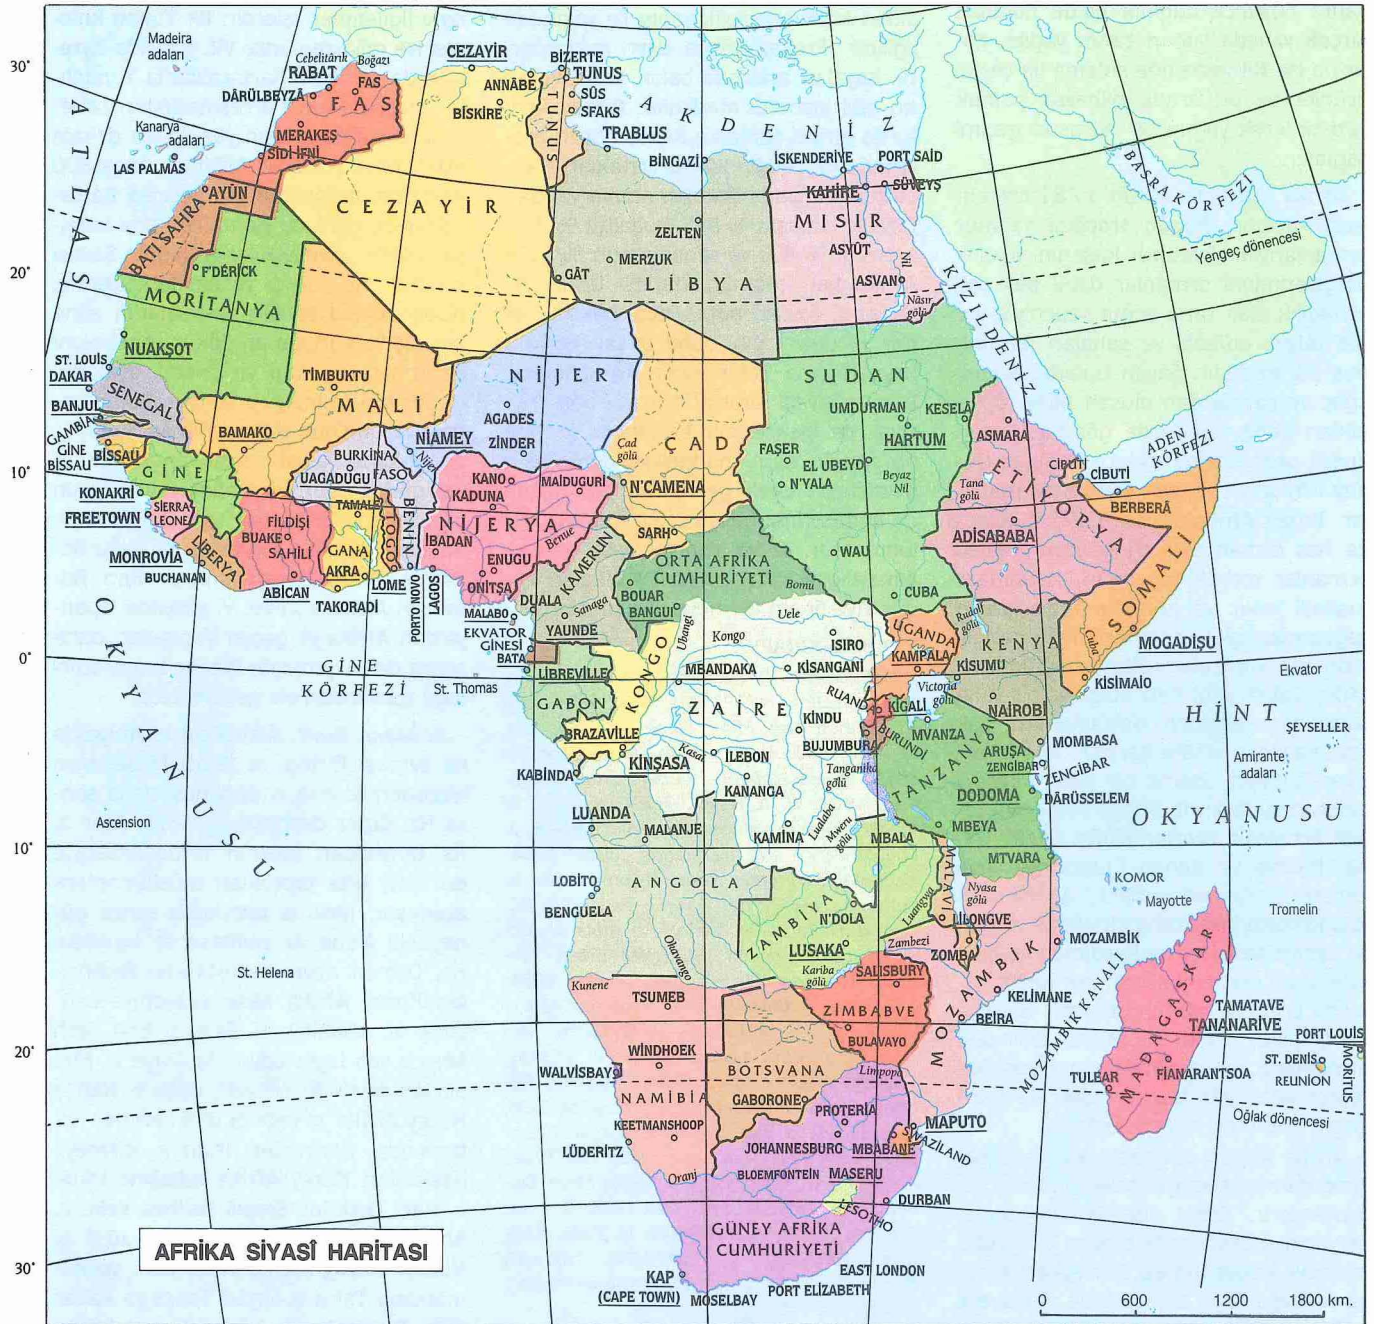 30°
20°
10°
0°
10°
20°
30°
ATLAS
OKYANUSU
Madeira
adaları
Cebelitârık
Boğazı
RABAT
DÂRÜLBEYZÂ
FAS
FAS
MERAKEŞ
SİDİ İFNİ
Kanarya
adaları
LAS PALMAS
AYÛN
BATI SAHRA
F'DÉRİCK
MORİTANYA
NUAKŞOT
CEZAYİR
ANNÂBE
BİSKİRE
CEZAYİR
BİZERTE
TUNUS
SÛS
SFAKS
TUNUS
TRABLUS
AKDENİZ
BİNGAZİ
İSKENDERİYE
PORT SAİD
KAHİRE
SÜVEYŞ
MISIR
ASYÛT
Nil
ASVAN
Nâsır
gölü
ZELTEN
MERZUK
GÂT
LİBYA
KIZILDENİZ
BASRA KÖRFEZİ
Yengeç dönencesi
ST. LOUİS
DAKAR
SENEGAL
BANJUL
GAMBİA
GİNE
BİSSAU
BİSSAU
GİNE
KONAKRİ
FREETOWN
SİERRA
LEONE
MONROVİA
LİBERYA
BUCHANAN
TİMBUKTU
MALİ
BAMAKO
NİJER
AGADES
ZİNDER
NİAMEY
Nijer
BURKİNA
FASO
UAGADUGU
FİLDİŞİ
BUAKE
SAHİLİ
ABİCAN
TAMALE
GANA
AKRA
TAKORADİ
TOGO
LOME
BENİN
PORTO NOVO
LAGOS
KANO
KADUNA
MAİDUGURİ
NİJERYA
İBADAN
Benue
ENUGU
ONİTŞA
Çad
gölü
ÇAD
N'CAMENA
SARH
SUDAN
UMDURMAN
KESELÂ
HARTUM
FAŞER
EL UBEYD
N'YALA
Beyaz
Nil
WAU
CUBA
ASMARA
ETİYOPYA
Tana
gölü
ADİSABABA
CİBUTİ
CİBUTİ
ADEN
KÖRFEZİ
BERBERÂ
SOMALİ
MOGADİŞU
Cuba
KİSİMAIO
KAMERUN
DUALA
Sanaga
YAUNDE
MALABO
EKVATOR
GİNESİ
BATA
GİNE
KÖRFEZİ
St. Thomas
LİBREVİLLE
GABON
ORTA AFRİKA
CUMHURİYETİ
BOUAR
BANGUI
Bomu
Uele
Ubangi
Kongo
KONGO
BRAZAVİLLE
KABİNDA
MBANDAKA
İSİRO
KİSANGANİ
ZAİRE
KİNDU
Kasai
İLEBON
KİNŞASA
KANANGA
KAMİNA
Lualaba
Mweru
gölü
UGANDA
KAMPALA
Rudolf
gölü
KENYA
KİSUMU
Victoria
gölü
NAİROBİ
RUANDA
KİGALİ
BURUNDİ
BUJUMBURA
Tanganika
gölü
MVANZA
ARUŞA
TANZANYA
DODOMA
MBEYA
MBALA
MTVARA
MOMBASA
ZENGİBAR
ZENGİBAR
DÂRÜSSELEM
Ekvator
HİNT
OKYANUSU
ŞEYSELLER
Amirante
adaları
Ascension
St. Helena
LUANDA
MALANJE
LOBİTO
BENGUELA
ANGOLA
Okavango
Kunene
ZAMBİYA
N'DOLA
LUSAKA
Luangwa
Kariba
gölü
MALAVİ
Nyasa
gölü
LİLONGVE
Zambezi
ZOMBA
MOZAMBİK
MOZAMBİK
KELİMANE
BEİRA
MOZAMBİK KANALI
KOMOR
Mayotte
Tromelin
SALISBURY
ZİMBABVE
BULAVAYO
TSUMEB
WINDHOEK
WALVİSBAY
NAMİBİA
KEETMANSHOOP
LÜDERİTZ
BOTSVANA
GABORONE
Limpopo
PROTERİA
JOHANNESBURG
MBABANE
MAPUTO
SWAZİLAND
BLOEMFONTEİN
MASERU
LESOTHO
DURBAN
Oranj
GÜNEY AFRİKA
CUMHURİYETİ
EAST LONDON
PORT ELİZABETH
MOSELBAY
KAP
(CAPE TOWN)
MADAGASKAR
TAMATAVE
TANANARİVE
FİANARANTSOA
TULEAR
PORT LOUİS
MORİTUS
ST. DENİS
REUNİON
Oğlak dönencesi
AFRİKA SİYASÎ HARİTASI
0 600 1200 1800 km.